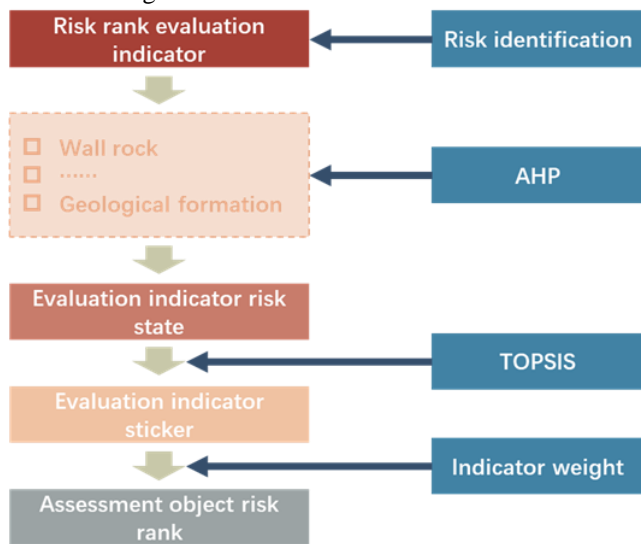 Risk rank evaluation
indicator
Risk identification
Wall rock
......
Geological formation
AHP
Evaluation indicator risk
state
TOPSIS
Evaluation indicator
sticker
Indicator weight
Assessment object risk
rank